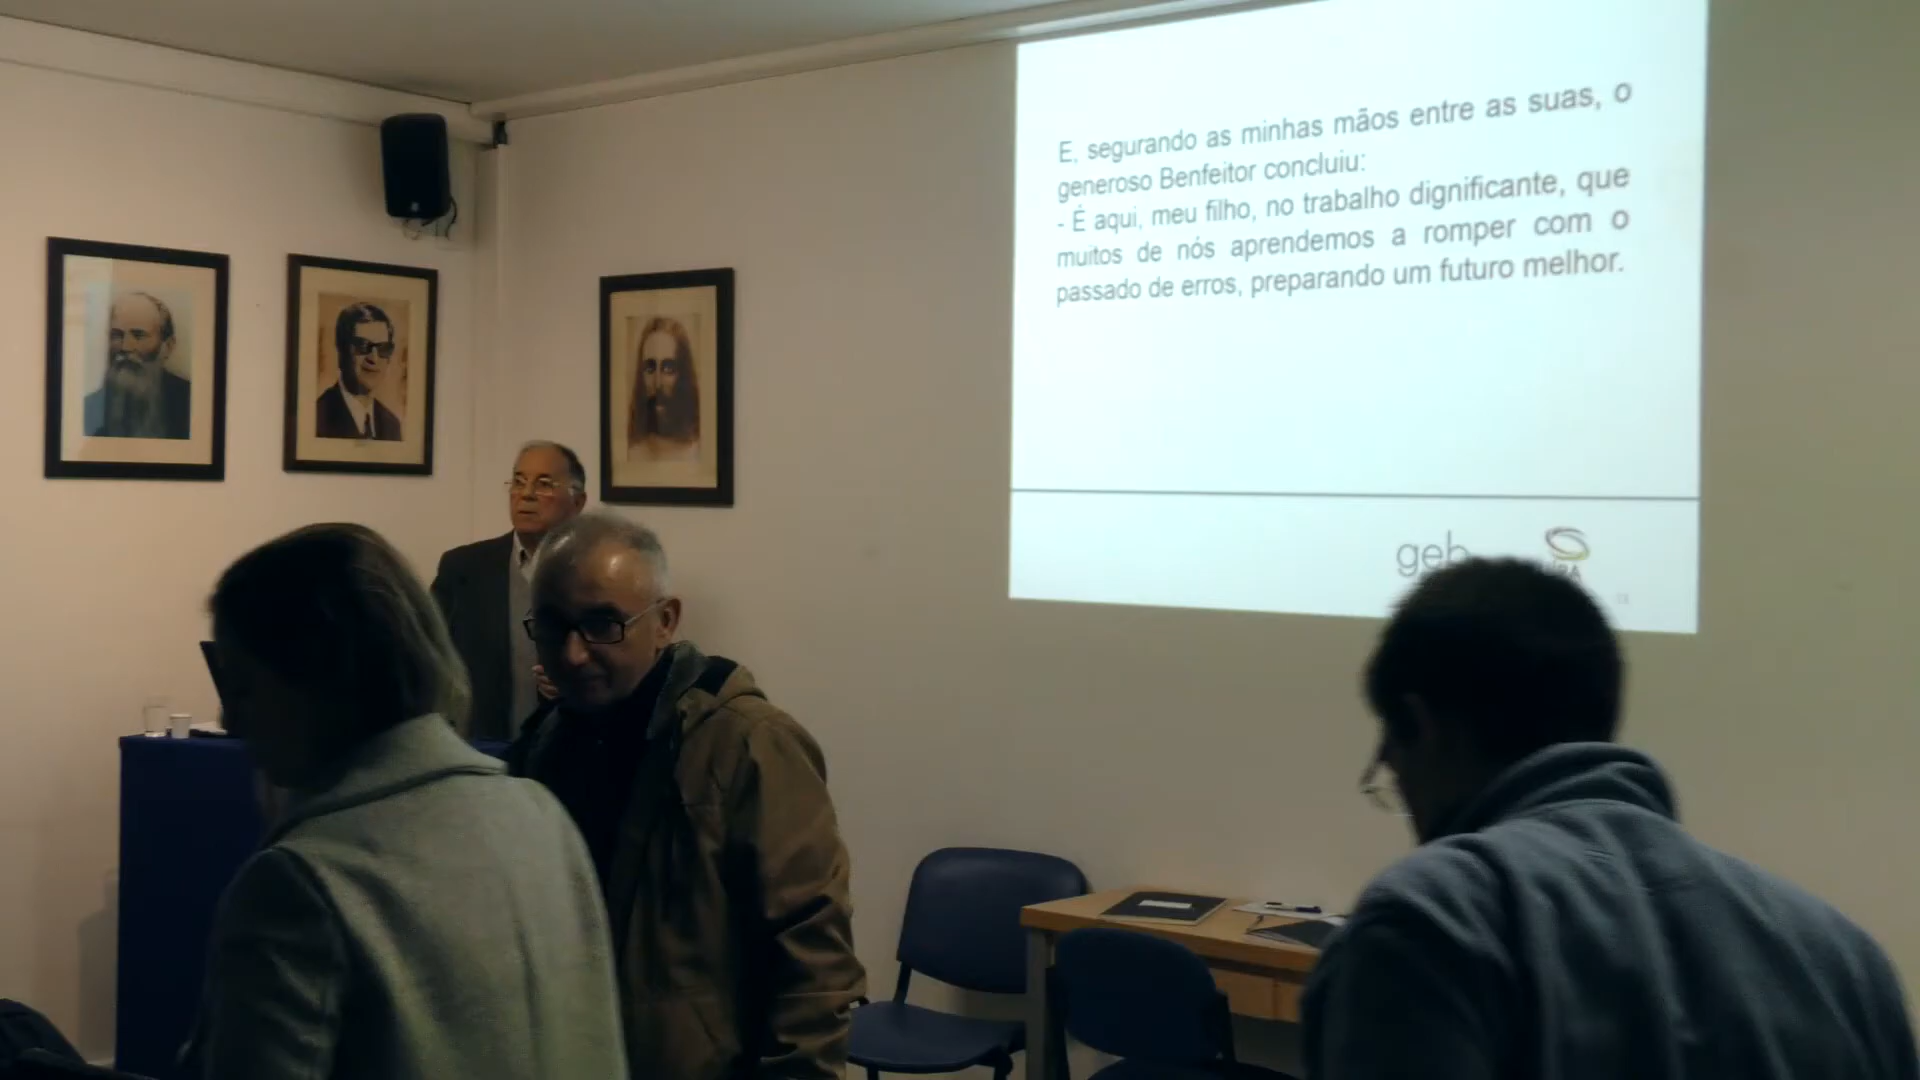 E, segurando as minhas mãos entre as suas, o
generoso Benfeitor concluiu:
- É aqui, meu filho, no trabalho dignificante, que
muitos de nós aprendemos a romper com o
passado de erros, preparando um futuro melhor.
geb